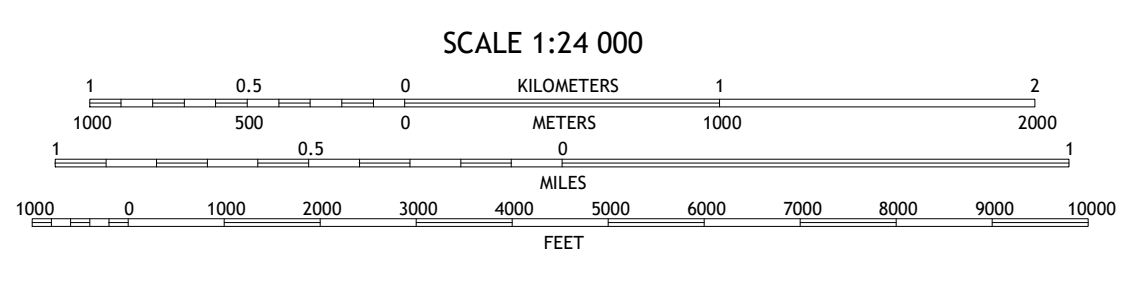 SCALE 1:24 000
1 0.5 0 KILOMETERS 1 2
1000 500 0 METERS 1000 2000
1 0.5 0 1
MILES
1000 0 1000 2000 3000 4000 5000 6000 7000 8000 9000 10000
FEET